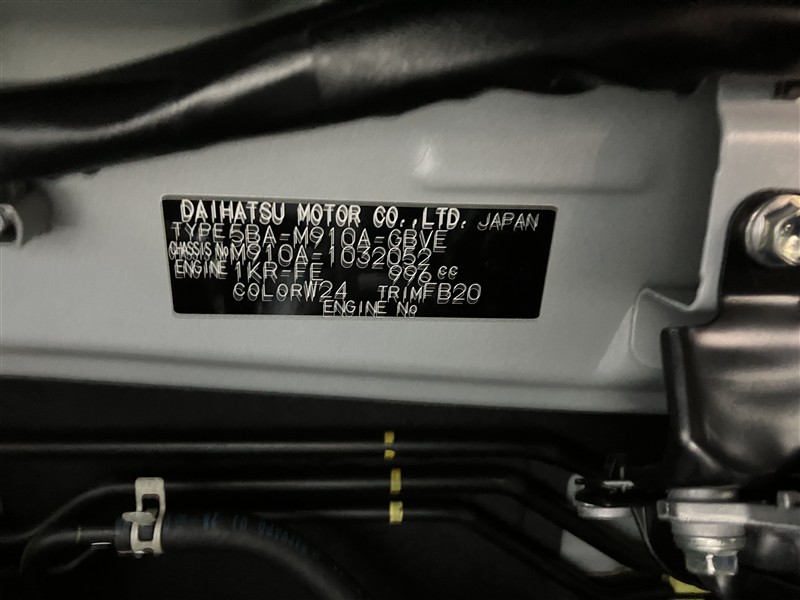 DAIHATSU MOTOR CO.,LTD. JAPAN
TYPE 5BA-M910A-GBVE
CHASSIS No M910A-1032052
ENGINE 1KR-FE 996 cc
COLOR W24 TRIM FB20
ENGINE No